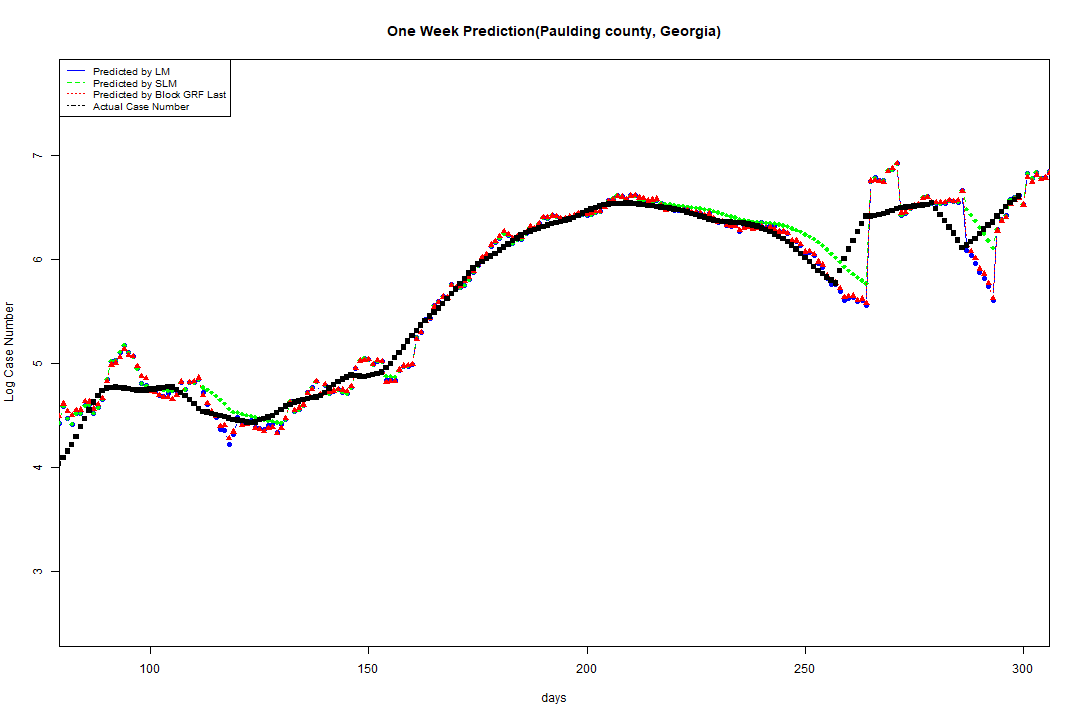 One Week Prediction(Paulding county, Georgia)
Predicted by LM
Predicted by SLM
Predicted by Block GRF Last
Actual Case Number
7
6
5
4
3
Log Case Number
100 150 200 250 300
days